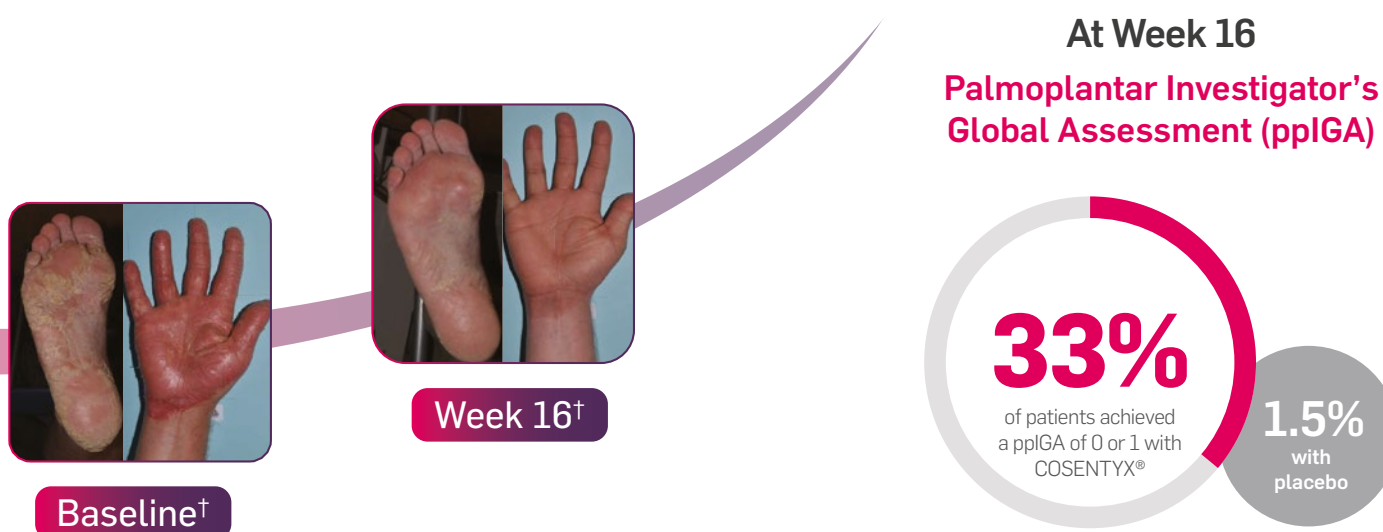 At Week 16
Palmoplantar Investigator's
Global Assessment (ppIGA)
33%
of patients achieved
a ppIGA of 0 or 1 with
COSENTYX®
1.5%
with
placebo
Week 16†
Baseline†